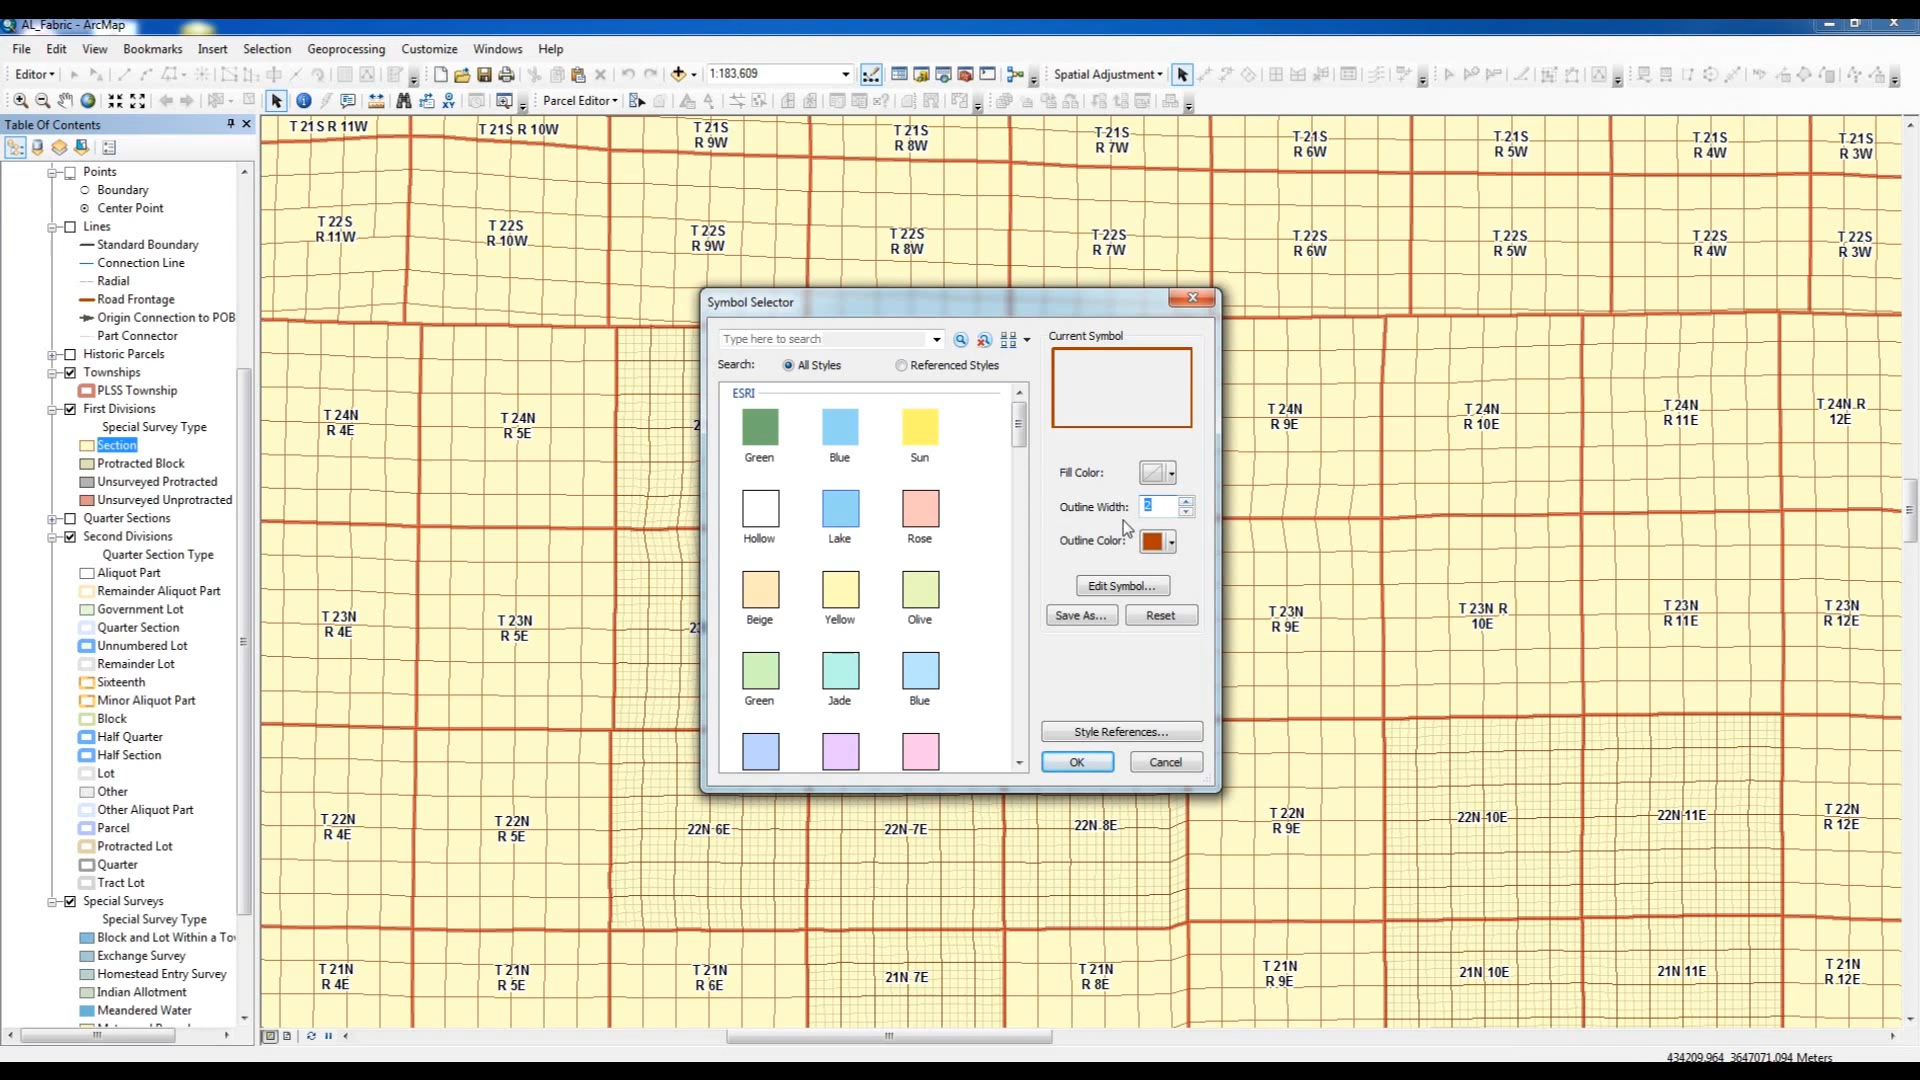 AL_Fabric - ArcMap
File Edit View Bookmarks Insert Selection Geoprocessing Customize Windows Help
Editor 1:183,609 Spatial Adjustment
Parcel Editor
Table Of Contents
Points
Boundary
Center Point
Lines
Standard Boundary
Connection Line
Radial
Road Frontage
Origin Connection to POB
Part Connector
Historic Parcels
Townships
PLSS Township
First Divisions
Special Survey Type
Section
Protracted Block
Unsurveyed Protracted
Unsurveyed Unprotracted
Quarter Sections
Second Divisions
Quarter Section Type
Aliquot Part
Remainder Aliquot Part
Government Lot
Quarter Section
Unnumbered Lot
Remainder Lot
Sixteenth
Minor Aliquot Part
Block
Half Quarter
Half Section
Lot
Other
Other Aliquot Part
Parcel
Protracted Lot
Quarter
Tract Lot
Special Surveys
Special Survey Type
Block and Lot Within a To
Exchange Survey
Homestead Entry Survey
Indian Allotment
Meandered Water
T 21S R 11W
T 21S R 10W
T 21S
R 9W
T 21S
R 8W
T 21S
R 7W
T 21S
R 6W
T 21S
R 5W
T 21S
R 4W
T 21S
R 3W
T 22S
R 11W
T 22S
R 10W
T 22S
R 9W
T 22S
R 8W
T 22S
R 7W
T 22S
R 6W
T 22S
R 5W
T 22S
R 4W
T 22S
R 3W
T 24N
R 4E
T 24N
R 5E
T 24N
R 9E
T 24N
R 10E
T 24N
R 11E
T 24N R
12E
T 23N
R 4E
T 23N
R 5E
T 23N
R 9E
T 23N R
10E
T 23N
R 11E
T 23N
R 12E
T 22N
R 4E
T 22N
R 5E
22N 6E
22N 7E
22N 8E
T 22N
R 9E
22N 10E
22N 11E
T 22N
R 12E
T 21N
R 4E
T 21N
R 5E
T 21N
R 6E
21N 7E
T 21N
R 8E
T 21N
R 9E
21N 10E
21N 11E
T 21N
R 12E
Symbol Selector
Type here to search
Search: All Styles Referenced Styles
ESRI
Green Blue Sun
Hollow Lake Rose
Beige Yellow Olive
Green Jade Blue
Current Symbol
Fill Color:
Outline Width: 2
Outline Color:
Edit Symbol...
Save As... Reset
Style References...
OK Cancel
434209.964 3647071.094 Meters